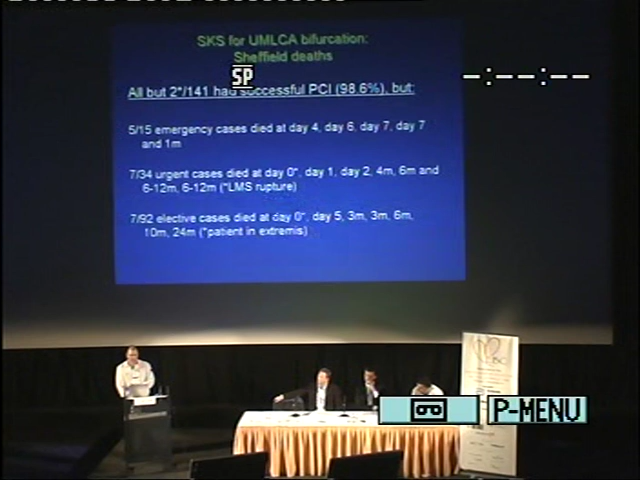 SKS for UMLCA bifurcation:
Sheffield deaths
SP
-:--:--
All but 2*/141 had successful PCI (98.6%), but:
5/15 emergency cases died at day 4, day 6, day 7, day 7
and 1m
7/34 urgent cases died at day 0*, day 1, day 2, 4m, 6m and
6-12m, 6-12m (*LMS rupture)
7/92 elective cases died at day 0*, day 5, 3m, 3m, 6m,
10m, 24m (*patient in extremis)
P-MENU